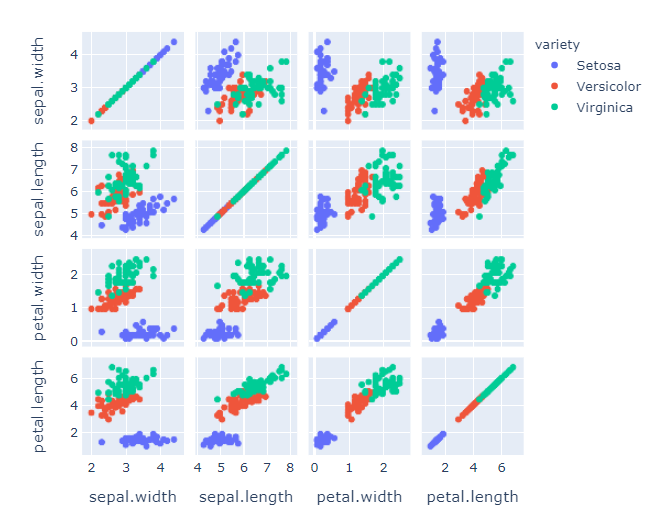 variety
Setosa
Versicolor
Virginica
sepal.width
4
3
2
sepal.length
8
7
6
5
4
petal.width
2
1
0
petal.length
6
4
2
2 3 4 4 5 6 7 8 0 1 2 2 4 6
sepal.width sepal.length petal.width petal.length